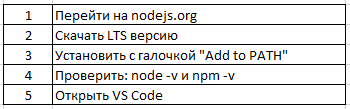 1 Перейти на nodejs.org
2 Скачать LTS версию
3 Установить с галочкой "Add to PATH"
4 Проверить: node -v и npm -v
5 Открыть VS Code